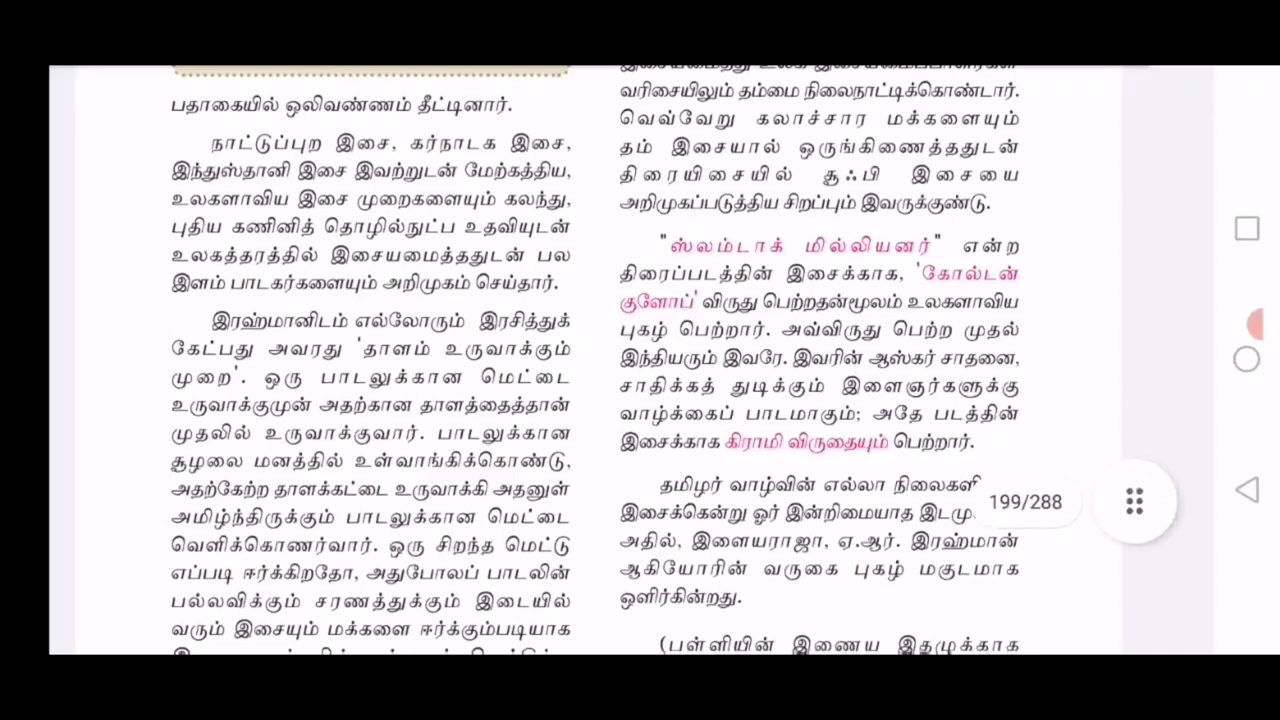 பதாகையில் ஒலிவண்ணம் தீட்டினார்.
நாட்டுப்புற இசை, கர்நாடக இசை,
இந்துஸ்தானி இசை இவற்றுடன் மேற்கத்திய,
உலகளாவிய இசை முறைகளையும் கலந்து,
புதிய கணினித் தொழில்நுட்ப உதவியுடன்
உலகத்தரத்தில் இசையமைத்ததுடன் பல
இளம் பாடகர்களையும் அறிமுகம் செய்தார்.
இரஹ்மானிடம் எல்லோரும் இரசித்துக்
கேட்பது அவரது 'தாளம் உருவாக்கும்
முறை'. ஒரு பாடலுக்கான மெட்டை
உருவாக்குமுன் அதற்கான தாளத்தைத்தான்
முதலில் உருவாக்குவார். பாடலுக்கான
சூழலை மனத்தில் உள்வாங்கிக்கொண்டு,
அதற்கேற்ற தாளக்கட்டை உருவாக்கி அதனுள்
அமிழ்ந்திருக்கும் பாடலுக்கான மெட்டை
வெளிக்கொணர்வார். ஒரு சிறந்த மெட்டு
எப்படி ஈர்க்கிறதோ, அதுபோலப் பாடலின்
பல்லவிக்கும் சரணத்துக்கும் இடையில்
வரும் இசையும் மக்களை ஈர்க்கும்படியாக
வரிசையிலும் தம்மை நிலைநாட்டிக்கொண்டார்.
வெவ்வேறு கலாச்சார மக்களையும்
தம் இசையால் ஒருங்கிணைத்ததுடன்
திரையிசையில் சூஃபி இசையை
அறிமுகப்படுத்திய சிறப்பும் இவருக்குண்டு.
"ஸ்லம்டாக் மில்லியனர்" என்ற
திரைப்படத்தின் இசைக்காக, 'கோல்டன்
குளோப்' விருது பெற்றதன்மூலம் உலகளாவிய
புகழ் பெற்றார். அவ்விருது பெற்ற முதல்
இந்தியரும் இவரே. இவரின் ஆஸ்கர் சாதனை,
சாதிக்கத் துடிக்கும் இளைஞர்களுக்கு
வாழ்க்கைப் பாடமாகும்; அதே படத்தின்
இசைக்காக கிராமி விருதையும் பெற்றார்.
தமிழர் வாழ்வின் எல்லா
இசைக்கென்று ஓர் இன்றிமையாத
199/288
அதில், இளையராஜா, ஏ.ஆர். இரஹ்மான்
ஆகியோரின் வருகை புகழ் மகுடமாக
ஒளிர்கின்றது.
(பள்ளியின் இணைய இதழுக்காக